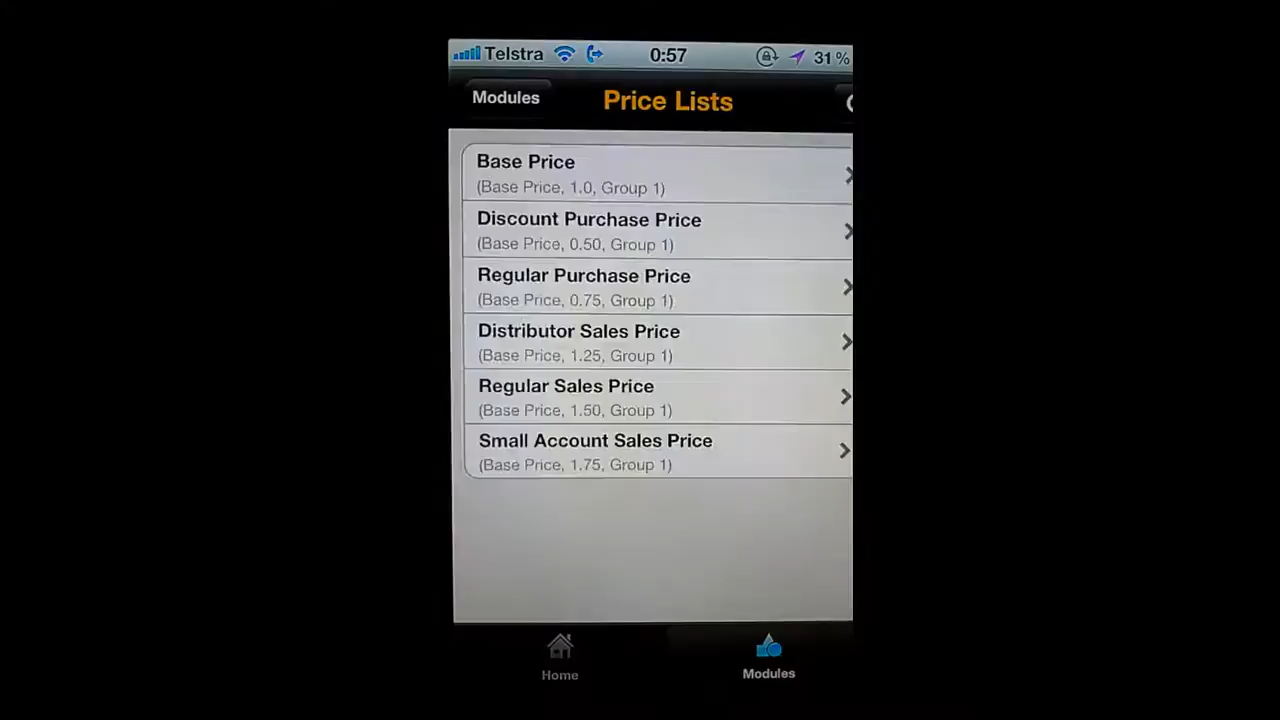 Telstra 0:57 31%
Modules Price Lists
Base Price
(Base Price, 1.0, Group 1)
Discount Purchase Price
(Base Price, 0.50, Group 1)
Regular Purchase Price
(Base Price, 0.75, Group 1)
Distributor Sales Price
(Base Price, 1.25, Group 1)
Regular Sales Price
(Base Price, 1.50, Group 1)
Small Account Sales Price
(Base Price, 1.75, Group 1)
Home Modules